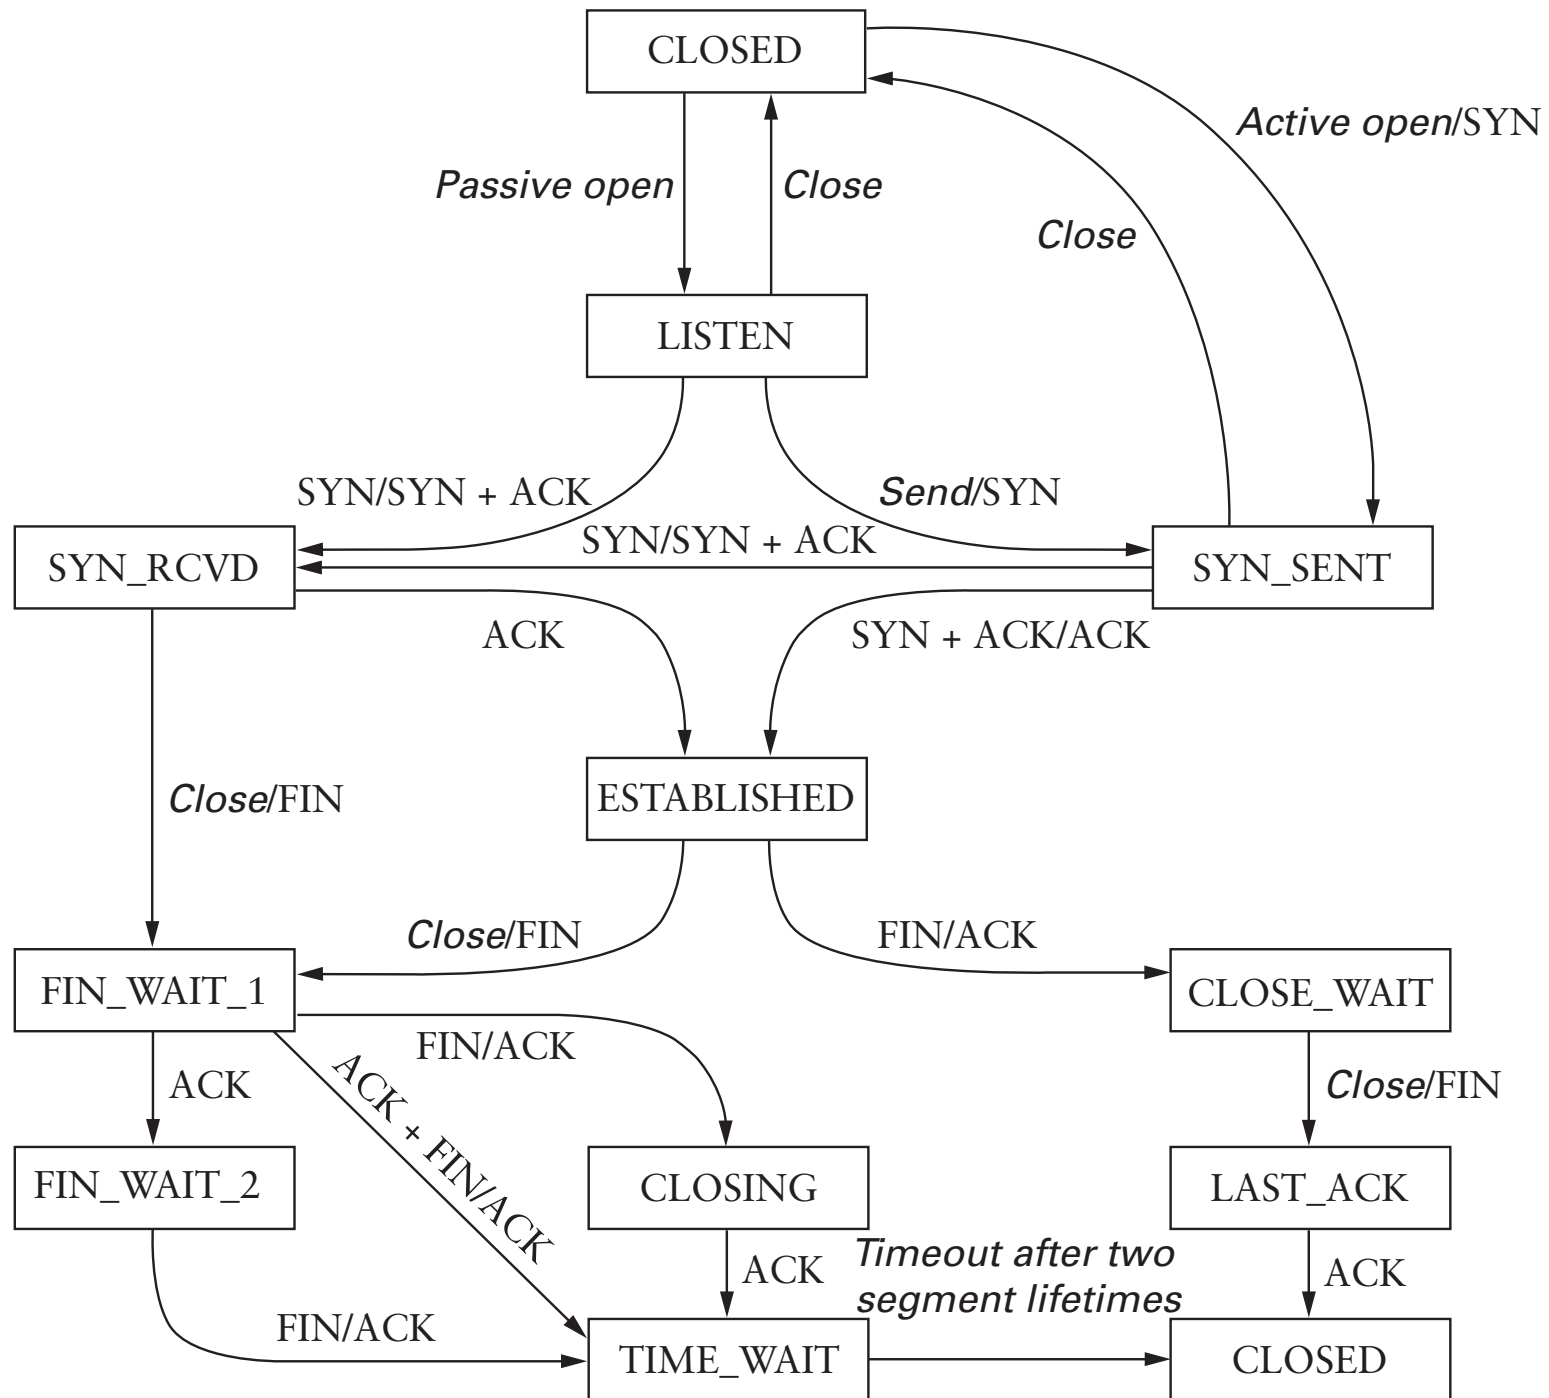 CLOSED
Active open/SYN
Passive open
Close
Close
LISTEN
SYN/SYN + ACK
Send/SYN
SYN/SYN + ACK
SYN_RCVD
SYN_SENT
ACK
SYN + ACK/ACK
Close/FIN
ESTABLISHED
Close/FIN
FIN/ACK
FIN_WAIT_1
CLOSE_WAIT
FIN/ACK
ACK
ACK + FIN/ACK
Close/FIN
FIN_WAIT_2
CLOSING
LAST_ACK
ACK
Timeout after two
segment lifetimes
ACK
FIN/ACK
TIME_WAIT
CLOSED